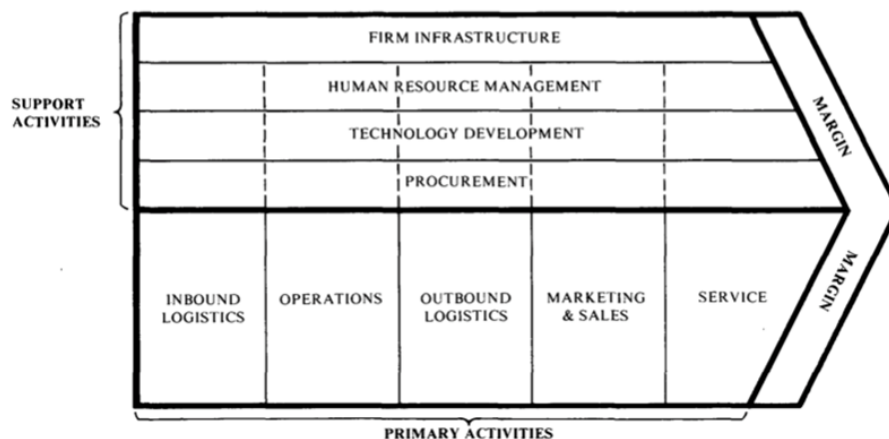 FIRM INFRASTRUCTURE
HUMAN RESOURCE MANAGEMENT
SUPPORT
ACTIVITIES
TECHNOLOGY DEVELOPMENT
PROCUREMENT
MARGIN
MARGIN
INBOUND
LOGISTICS
OPERATIONS
OUTBOUND
LOGISTICS
MARKETING
& SALES
SERVICE
PRIMARY ACTIVITIES